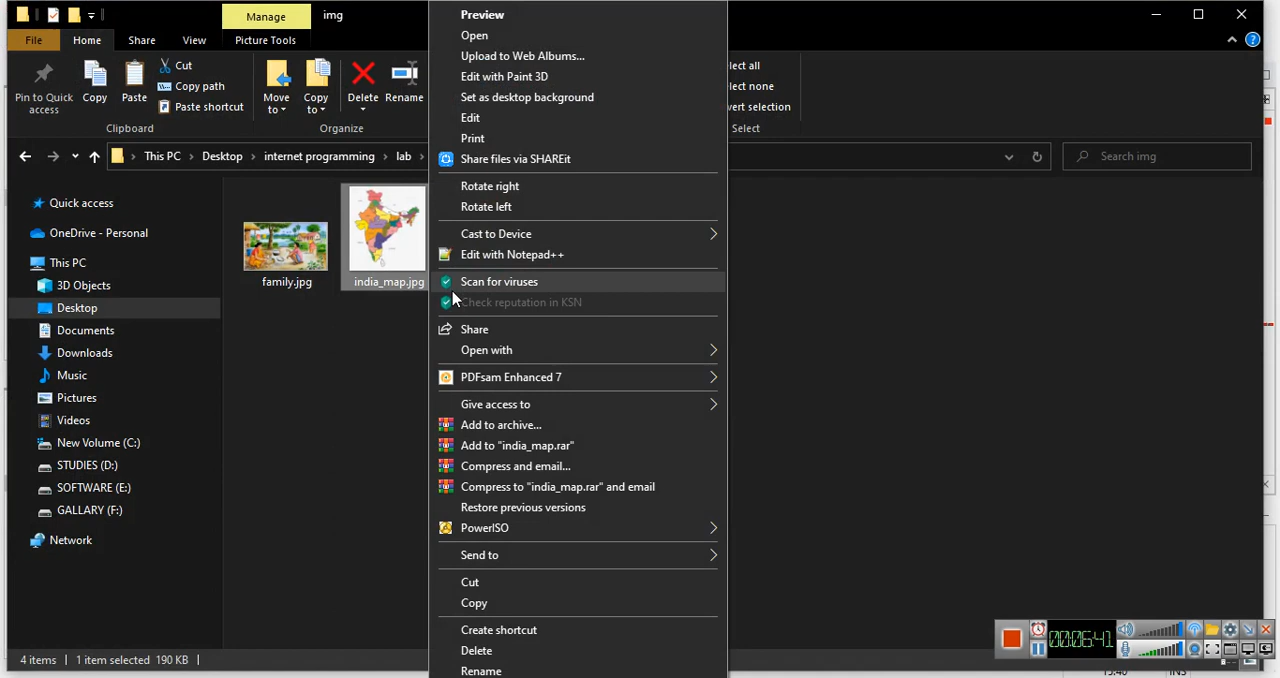 Manage
img
File
Home
Share
View
Picture Tools
Pin to Quick
access
Copy
Paste
Cut
Copy path
Paste shortcut
Clipboard
Move
to
Copy
to
Delete
Rename
Organize
Select
This PC
Desktop
internet programming
lab
Search img
Quick access
OneDrive - Personal
This PC
3D Objects
Desktop
Documents
Downloads
Music
Pictures
Videos
New Volume (C:)
STUDIES (D:)
SOFTWARE (E:)
GALLARY (F:)
Network
family.jpg
india_map.jpg
Preview
Open
Upload to Web Albums...
Edit with Paint 3D
Set as desktop background
Edit
Print
Share files via SHAREit
Rotate right
Rotate left
Cast to Device
Edit with Notepad++
Scan for viruses
Check reputation in KSN
Share
Open with
PDFsam Enhanced 7
Give access to
Add to archive...
Add to "india_map.rar"
Compress and email...
Compress to "india_map.rar" and email
Restore previous versions
PowerISO
Send to
Cut
Copy
Create shortcut
Delete
Rename
4 items
1 item selected 190 KB
00:06:41